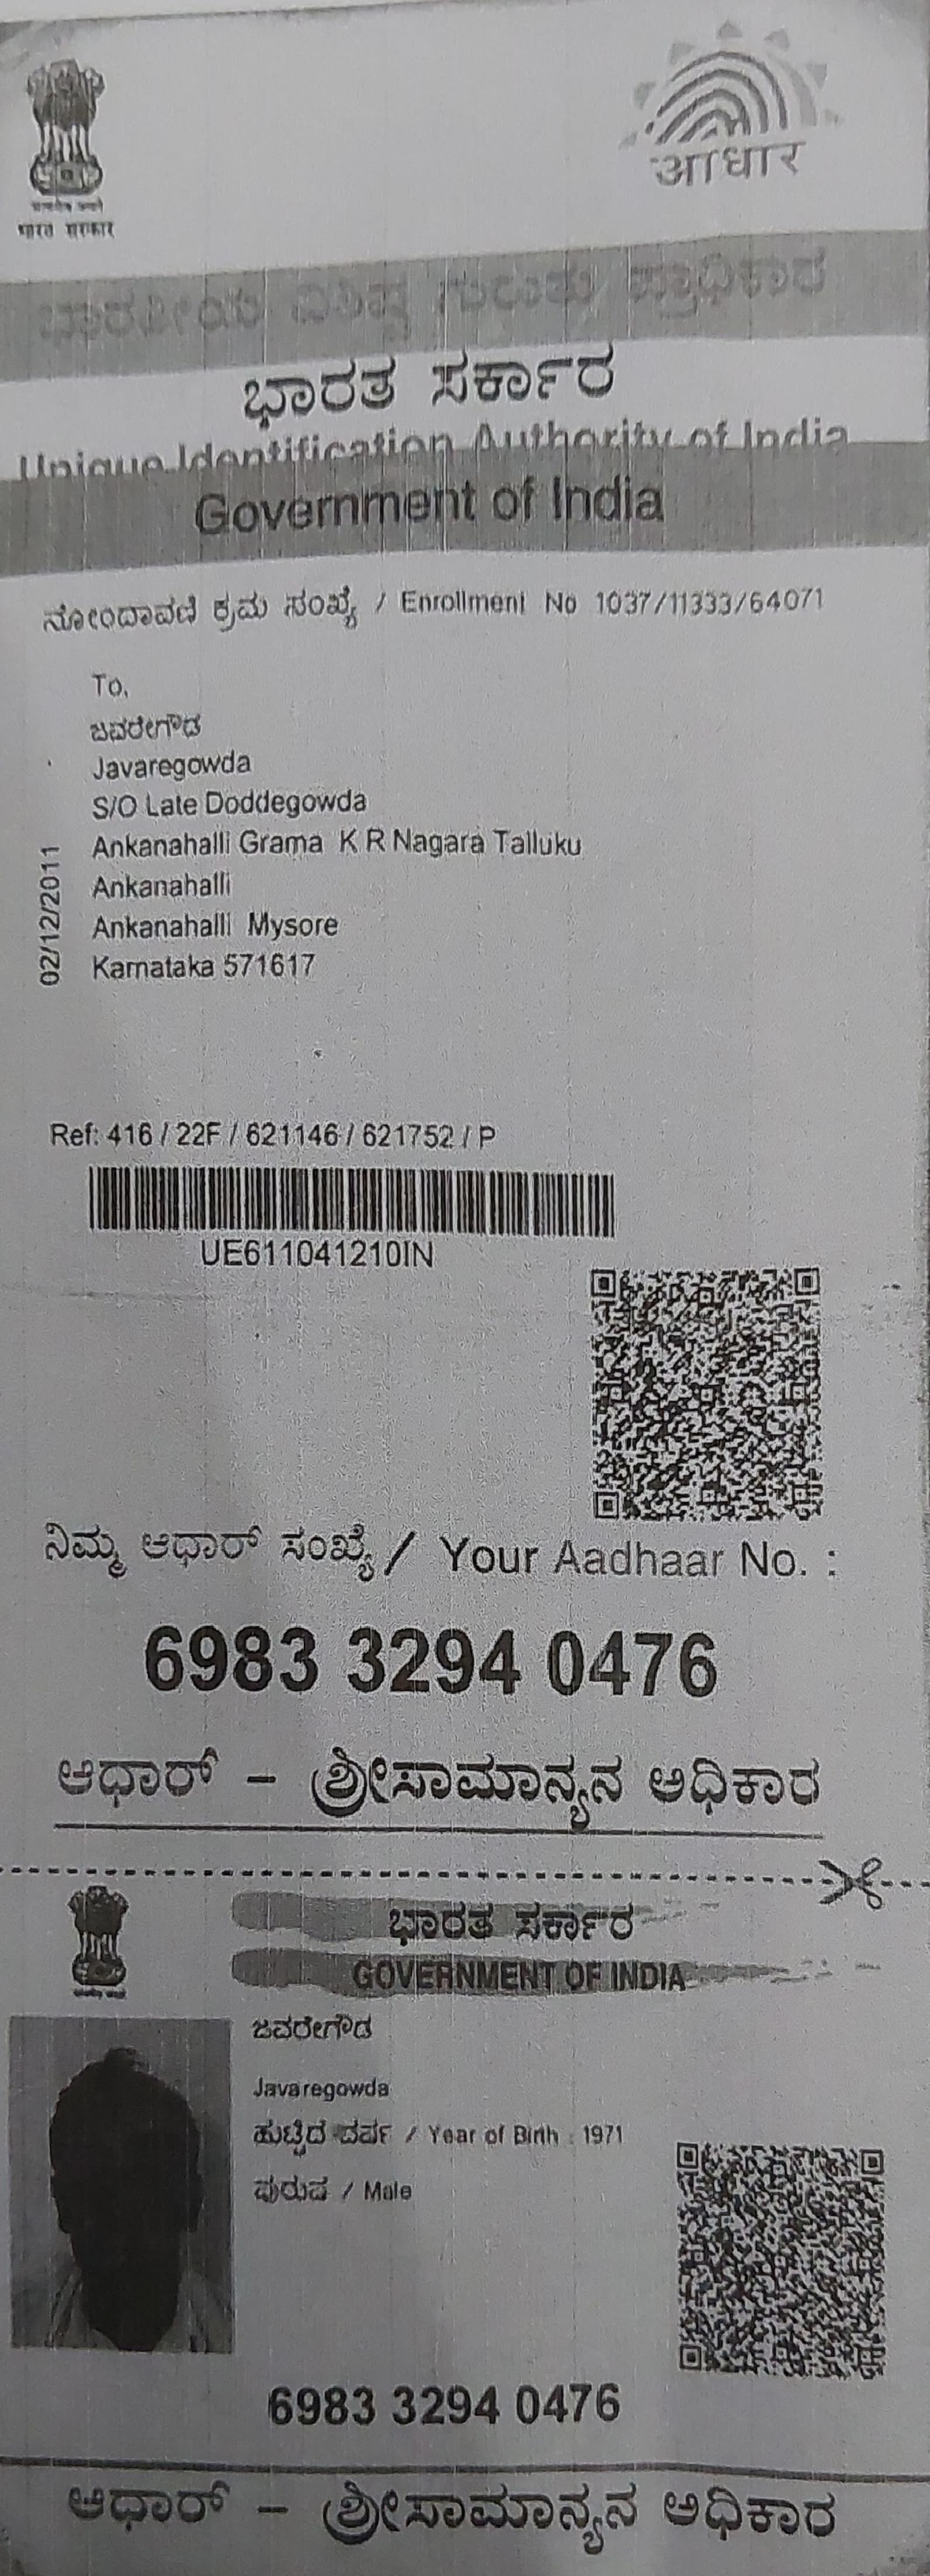 आधार
भारत सरकार
ಭಾರತೀಯ ವಿಶಿಷ್ಟ ಗುರುತು ಪ್ರಾಧಿಕಾರ
ಭಾರತ ಸರ್ಕಾರ
Unique Identification Authority of India
Government of India
ನೋಂದಾವಣೆ ಕ್ರಮ ಸಂಖ್ಯೆ / Enrollment No 1037/11333/64071
To,
ಜವರೇಗೌಡ
Javaregowda
S/O Late Doddegowda
Ankanahalli Grama K R Nagara Talluku
Ankanahalli
Ankanahalli Mysore
Karnataka 571617
02/12/2011
Ref: 416 / 22F / 621146 / 621752 / P
UE611041210IN
ನಿಮ್ಮ ಆಧಾರ್ ಸಂಖ್ಯೆ / Your Aadhaar No. :
6983 3294 0476
ಆಧಾರ್ – ಶ್ರೀಸಾಮಾನ್ಯನ ಅಧಿಕಾರ
ಭಾರತ ಸರ್ಕಾರ
GOVERNMENT OF INDIA
ಜವರೇಗೌಡ
Javaregowda
ಹುಟ್ಟಿದ ವರ್ಷ / Year of Birth : 1971
ಪುರುಷ / Male
6983 3294 0476
ಆಧಾರ್ – ಶ್ರೀಸಾಮಾನ್ಯನ ಅಧಿಕಾರ